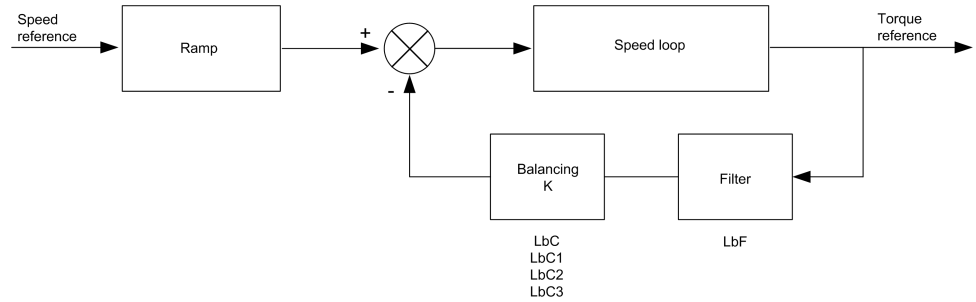 Speed
reference
Ramp
+
-
Speed loop
Torque
reference
Balancing
K
Filter
LbC
LbC1
LbC2
LbC3
LbF